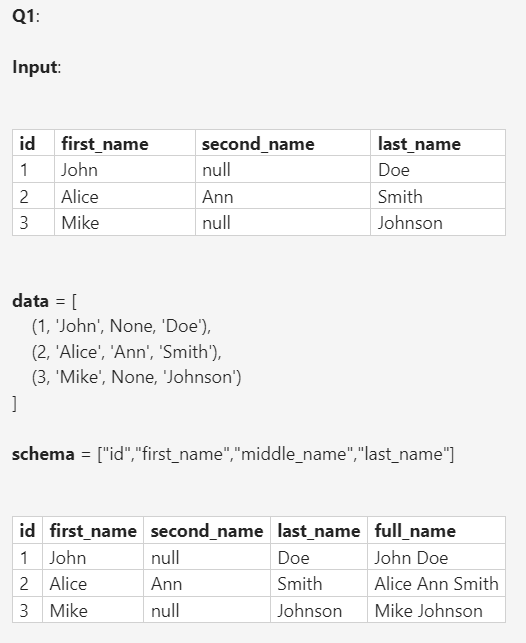 Q1:
Input:
id first_name second_name last_name
1 John null Doe
2 Alice Ann Smith
3 Mike null Johnson
data = [
(1, 'John', None, 'Doe'),
(2, 'Alice', 'Ann', 'Smith'),
(3, 'Mike', None, 'Johnson')
]
schema = ["id","first_name","middle_name","last_name"]
id first_name second_name last_name full_name
1 John null Doe John Doe
2 Alice Ann Smith Alice Ann Smith
3 Mike null Johnson Mike Johnson